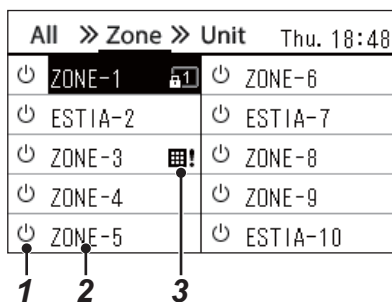 All » Zone » Unit Thu. 18:48
ZONE-1 1 ZONE-6
ESTIA-2 ESTIA-7
ZONE-3 ! ZONE-8
ZONE-4 ZONE-9
ZONE-5 ESTIA-10
1 2 3